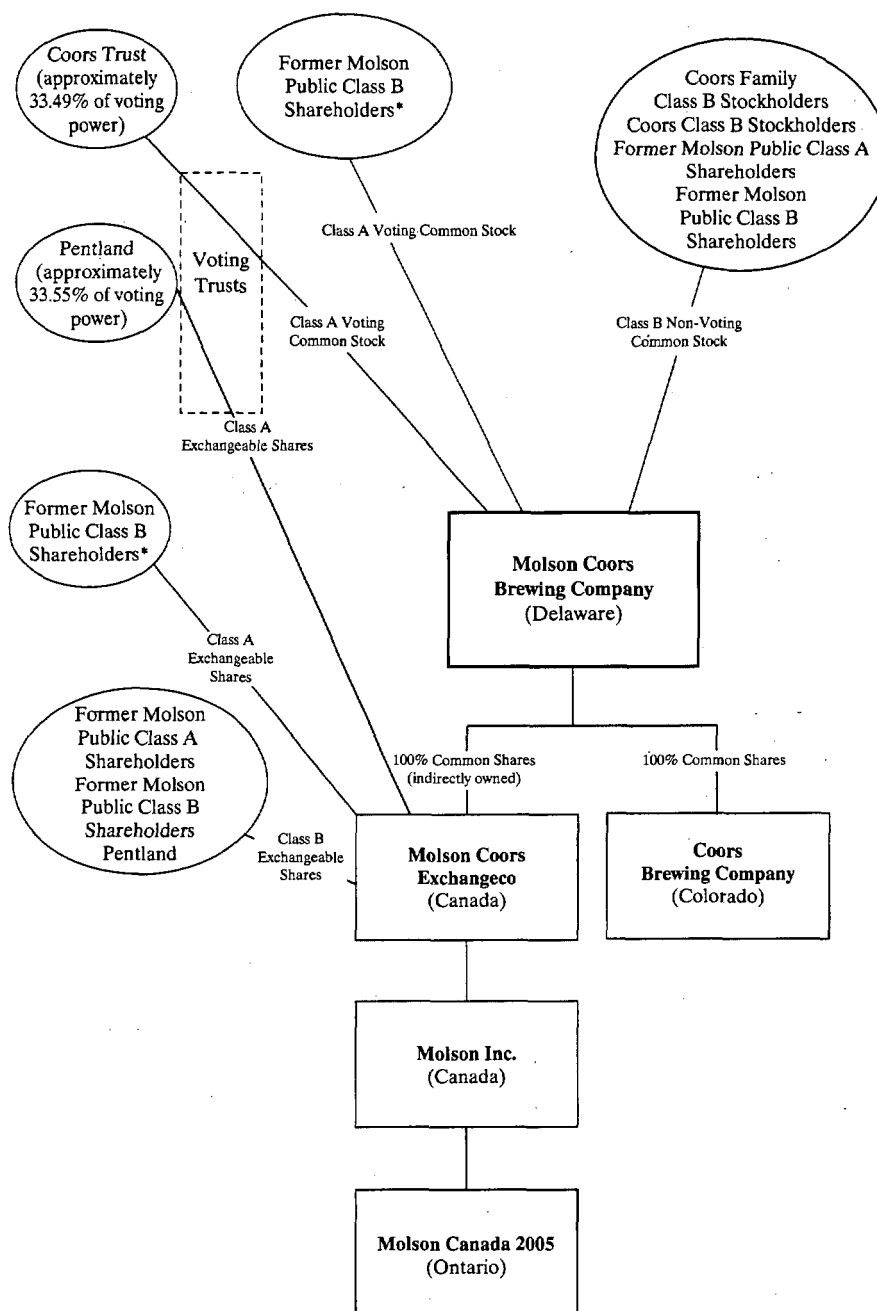 Coors Trust
(approximately
33.49% of voting
power)
Former Molson
Public Class B
Shareholders*
Coors Family
Class B Stockholders
Coors Class B Stockholders
Former Molson Public Class A
Shareholders
Former Molson
Public Class B
Shareholders
Pentland
(approximately
33.55% of voting
power)
Voting
Trusts
Class A Voting Common Stock
Class A Voting
Common Stock
Class B Non-Voting
Common Stock
Class A
Exchangeable Shares
Former Molson
Public Class B
Shareholders*
Molson Coors
Brewing Company
(Delaware)
Class A
Exchangeable
Shares
Former Molson
Public Class A
Shareholders
Former Molson
Public Class B
Shareholders
Pentland
100% Common Shares
(indirectly owned)
100% Common Shares
Class B
Exchangeable
Shares
Molson Coors
Exchangeco
(Canada)
Coors
Brewing Company
(Colorado)
Molson Inc.
(Canada)
Molson Canada 2005
(Ontario)